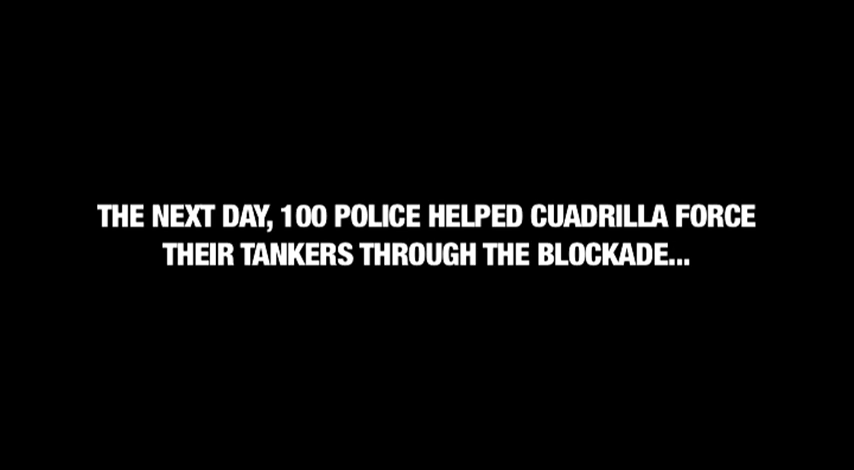 THE NEXT DAY, 100 POLICE HELPED CUADRILLA FORCE
THEIR TANKERS THROUGH THE BLOCKADE...